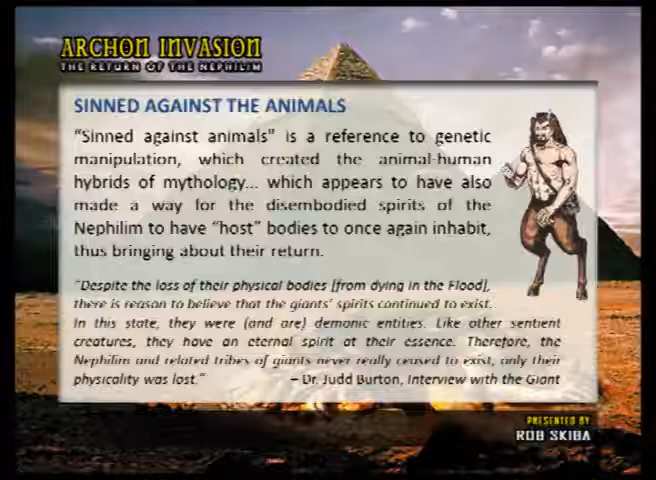 ARCHON INVASION
THE RETURN OF THE NEPHILIM
SINNED AGAINST THE ANIMALS
"Sinned against animals" is a reference to genetic
manipulation, which created the animal-human
hybrids of mythology... which appears to have also
made a way for the disembodied spirits of the
Nephilim to have "host" bodies to once again inhabit,
thus bringing about their return.
"Despite the loss of their physical bodies [from dying in the Flood],
there is reason to believe that the giants' spirits continued to exist.
In this state, they were (and are) demonic entities. Like other sentient
creatures, they have an eternal spirit at their essence. Therefore, the
Nephilim and related tribes of giants never really ceased to exist, only their
physicality was lost." – Dr. Judd Burton, Interview with the Giant
PRESENTED BY
ROB SKIBA